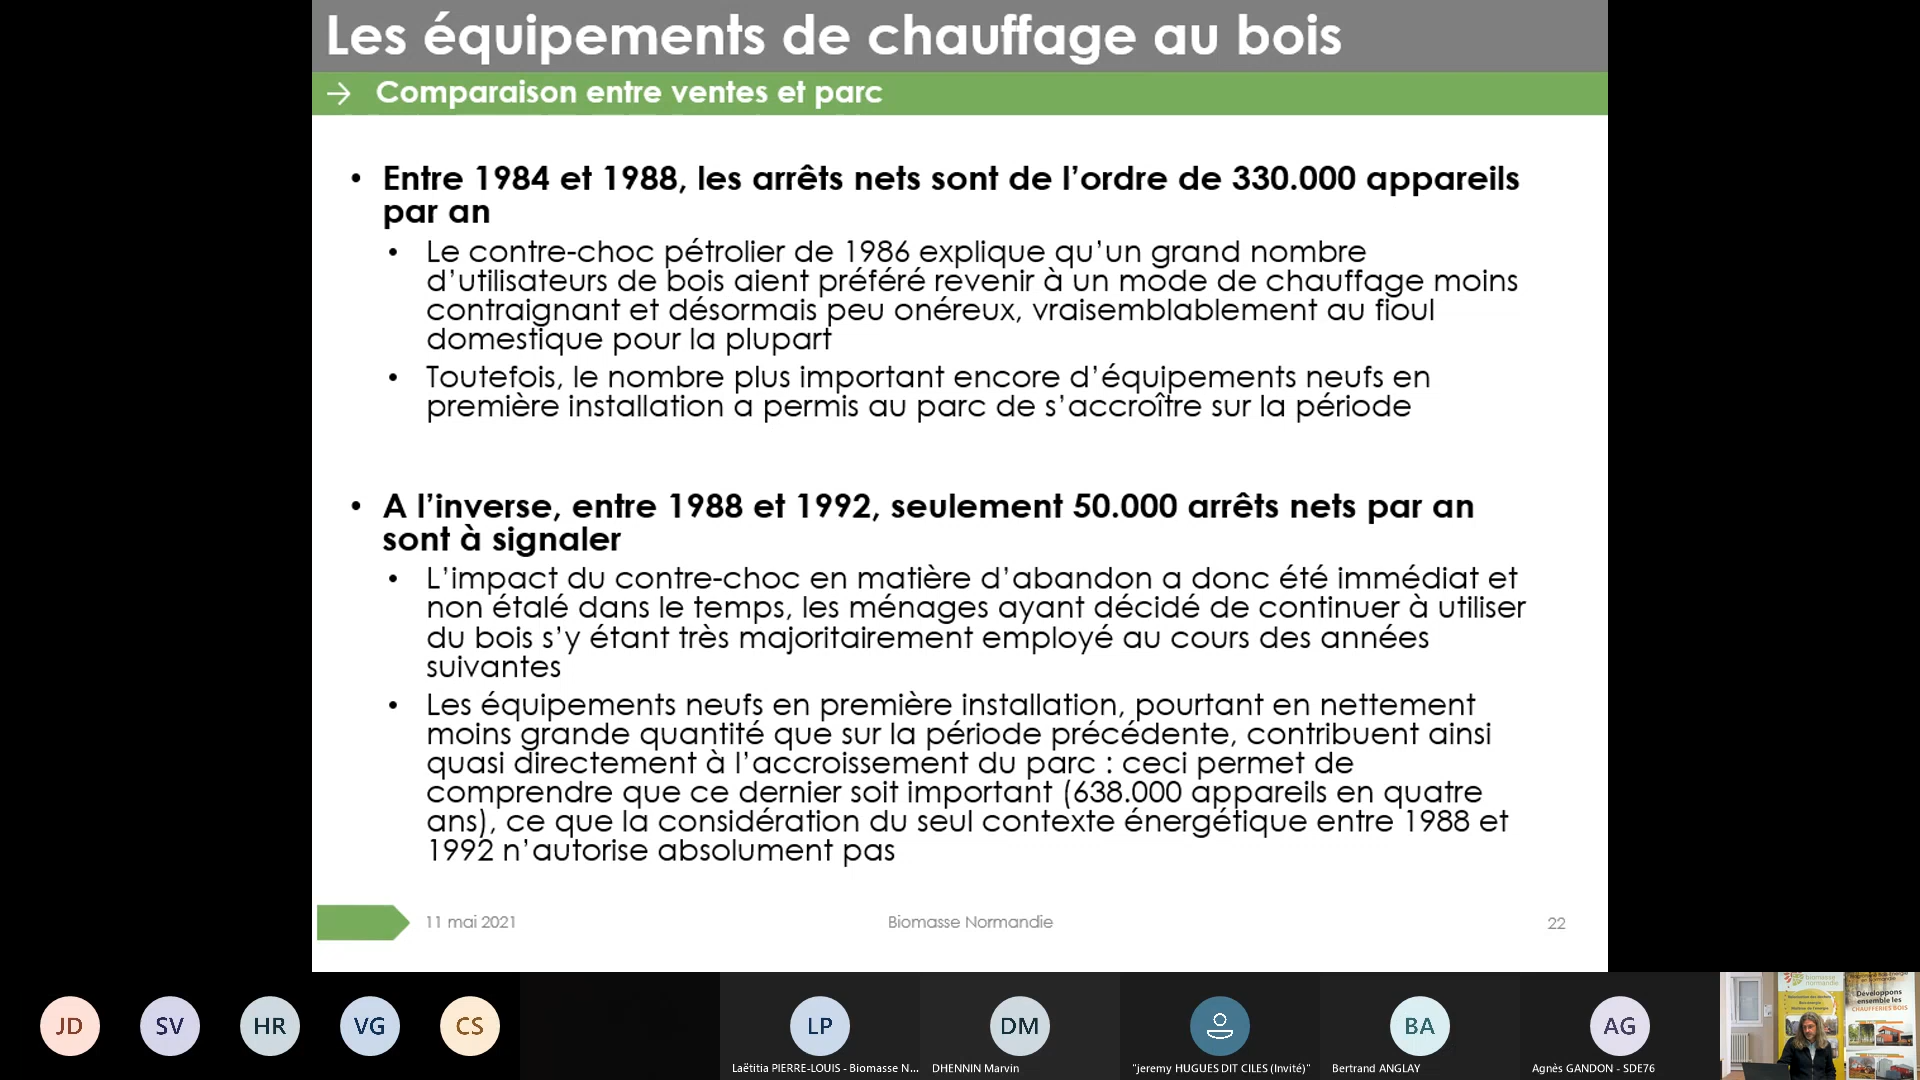 Les équipements de chauffage au bois
→ Comparaison entre ventes et parc
• Entre 1984 et 1988, les arrêts nets sont de l’ordre de 330.000 appareils
par an
• Le contre-choc pétrolier de 1986 explique qu’un grand nombre
d’utilisateurs de bois aient préféré revenir à un mode de chauffage moins
contraignant et désormais peu onéreux, vraisemblablement au fioul
domestique pour la plupart
• Toutefois, le nombre plus important encore d’équipements neufs en
première installation a permis au parc de s’accroître sur la période
• A l’inverse, entre 1988 et 1992, seulement 50.000 arrêts nets par an
sont à signaler
• L’impact du contre-choc en matière d’abandon a donc été immédiat et
non étalé dans le temps, les ménages ayant décidé de continuer à utiliser
du bois s’y étant très majoritairement employé au cours des années
suivantes
• Les équipements neufs en première installation, pourtant en nettement
moins grande quantité que sur la période précédente, contribuent ainsi
quasi directement à l’accroissement du parc : ceci permet de
comprendre que ce dernier soit important (638.000 appareils en quatre
ans), ce que la considération du seul contexte énergétique entre 1988 et
1992 n’autorise absolument pas
11 mai 2021
Biomasse Normandie
22
JD
SV
HR
VG
CS
LP
DM
BA
AG
Laëtitia PIERRE-LOUIS - Biomasse N...
DHENNIN Marvin
"jeremy HUGUES DIT CILES (Invité)"
Bertrand ANGLAY
Agnès GANDON - SDE76
biomasse
normandie
Développons
ensemble les
CHAUFFERIES BOIS